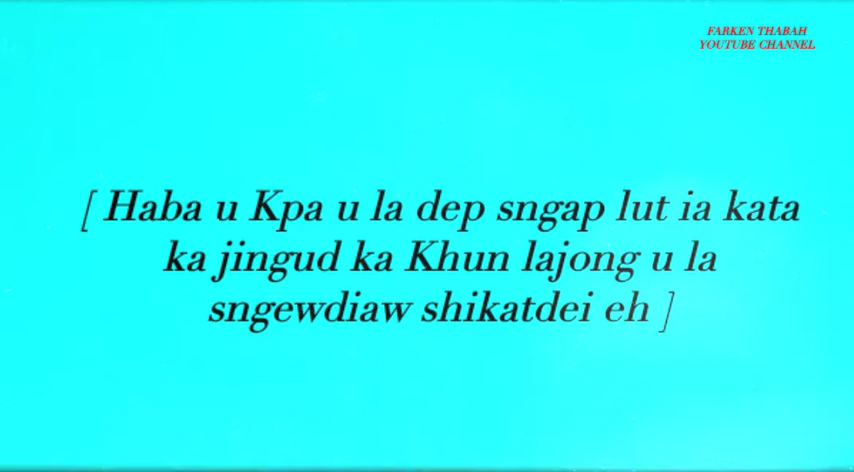 FARKEN THABAH
YOUTUBE CHANNEL
[ Haba u Kpa u la dep sngap lut ia kata
ka jingud ka Khun lajong u la
sngewdiaw shikatdei eh ]